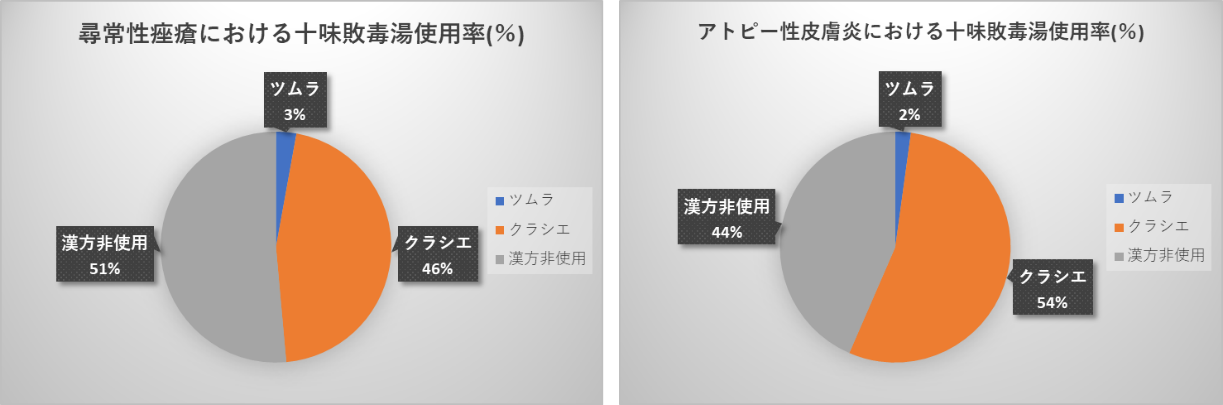 尋常性痤瘡における十味敗毒湯使用率(%)
ツムラ
3%
漢方非使用
51%
クラシエ
46%
ツムラ
クラシエ
漢方非使用
アトピー性皮膚炎における十味敗毒湯使用率(%)
ツムラ
2%
漢方非使用
44%
クラシエ
54%
ツムラ
クラシエ
漢方非使用